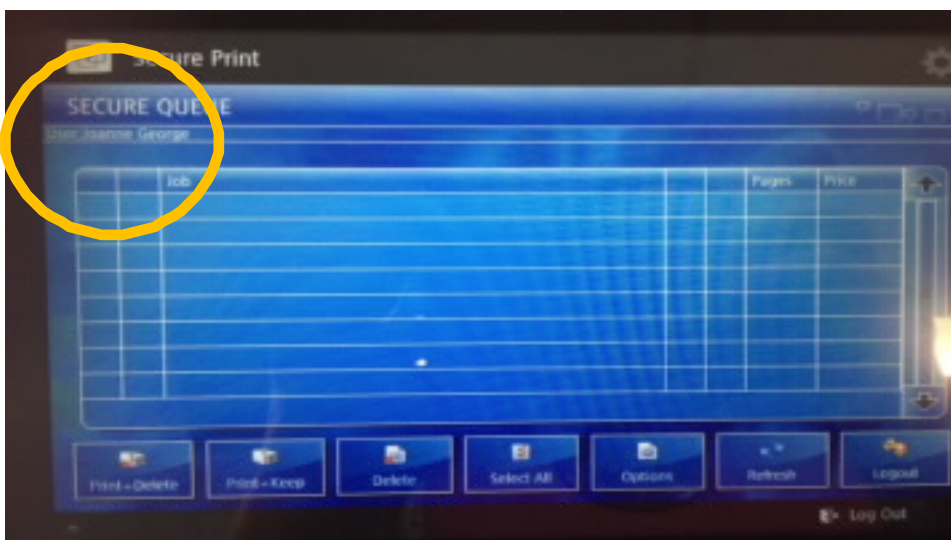 Secure Print
SECURE QUEUE
User Joanne George
Job Pages Price
Print+Delete Print+Keep Delete Select All Options Refresh Logout
Log Out